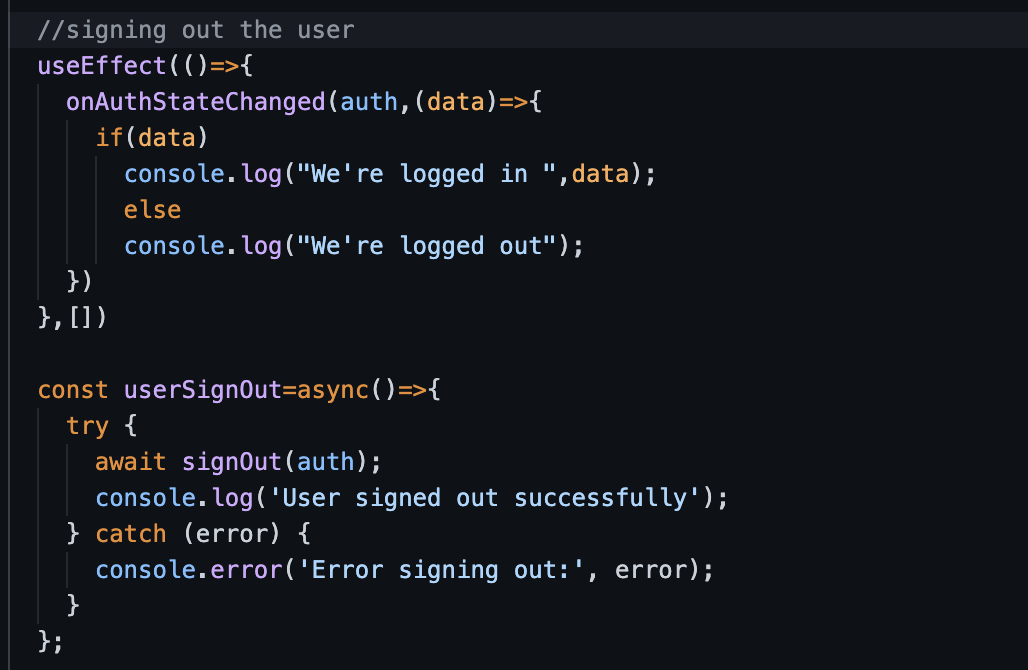 //signing out the user
useEffect(()=>{
  onAuthStateChanged(auth,(data)=>{
    if(data)
      console.log("We're logged in ",data);
      else
      console.log("We're logged out");
  })
},[])

const userSignOut=async()=>{
  try {
    await signOut(auth);
    console.log('User signed out successfully');
  } catch (error) {
    console.error('Error signing out:', error);
  }
};